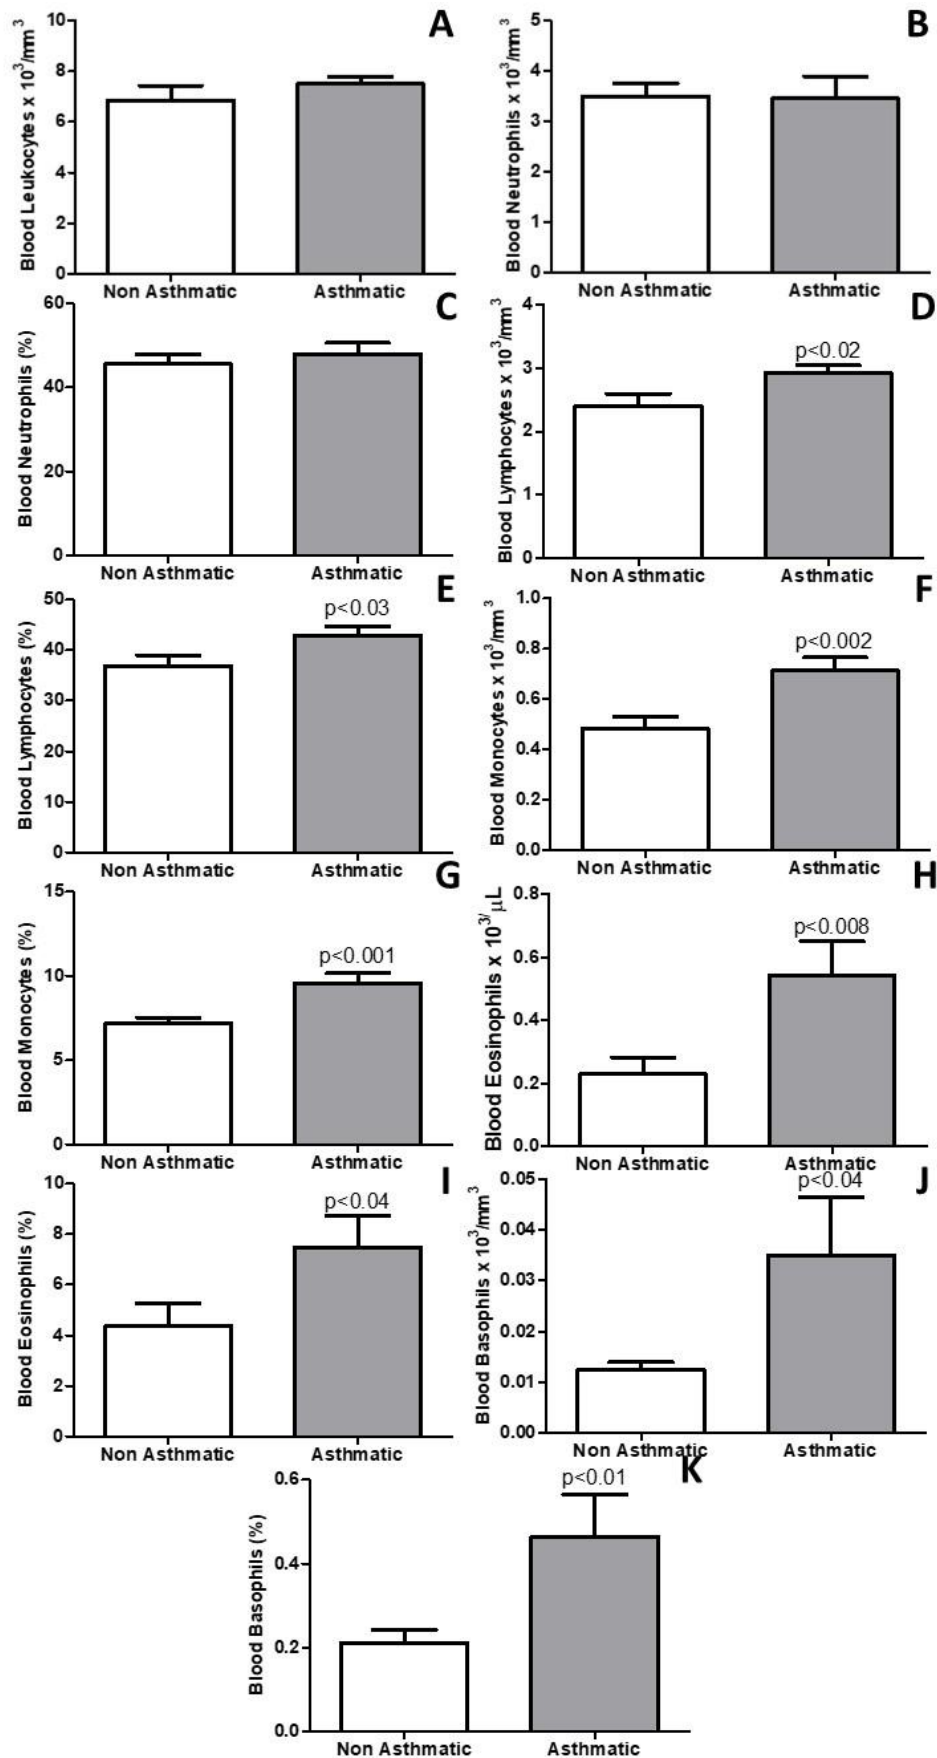 A
Blood Leukocytes x 10³/mm³
10
8
6
4
2
0
Non Asthmatic
Asthmatic
B
Blood Neutrophils x 10³/mm³
5
4
3
2
1
0
Non Asthmatic
Asthmatic
C
Blood Neutrophils (%)
60
40
20
0
Non Asthmatic
Asthmatic
D
Blood Lymphocytes x 10³/mm³
4
3
2
1
0
p<0.02
Non Asthmatic
Asthmatic
E
Blood Lymphocytes (%)
50
40
30
20
10
0
p<0.03
Non Asthmatic
Asthmatic
F
Blood Monocytes x 10³/mm³
1.0
0.8
0.6
0.4
0.2
0.0
p<0.002
Non Asthmatic
Asthmatic
G
Blood Monocytes (%)
15
10
5
0
p<0.001
Non Asthmatic
Asthmatic
H
Blood Eosinophils x 10³/µL
0.8
0.6
0.4
0.2
0.0
p<0.008
Non Asthmatic
Asthmatic
I
Blood Eosinophils (%)
10
8
6
4
2
0
p<0.04
Non Asthmatic
Asthmatic
J
Blood Basophils x 10³/mm³
0.05
0.04
0.03
0.02
0.01
0.00
p<0.04
Non Asthmatic
Asthmatic
K
Blood Basophils (%)
0.6
0.4
0.2
0.0
p<0.01
Non Asthmatic
Asthmatic